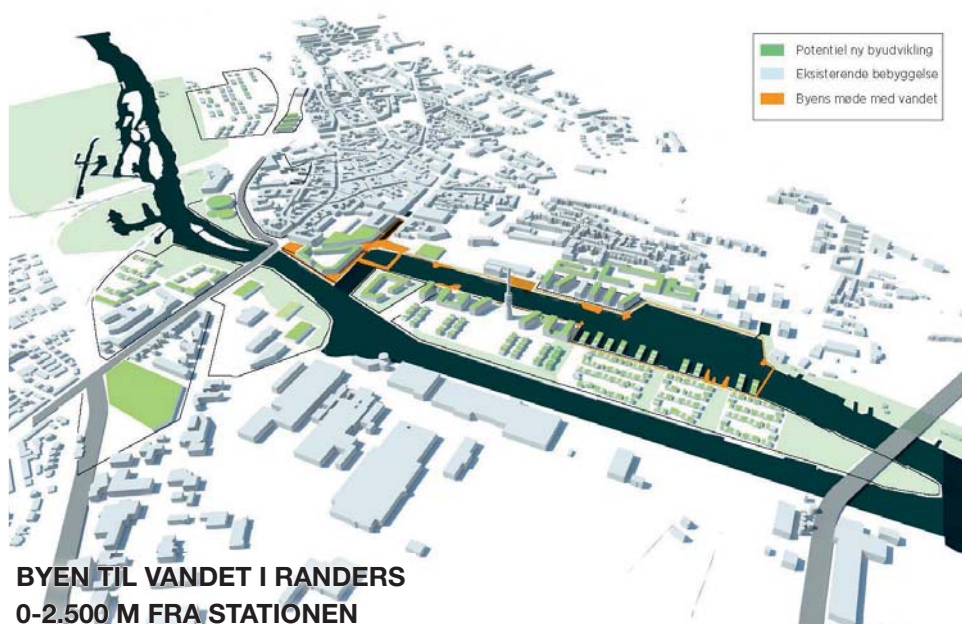 Potentiel ny byudvikling
Eksisterende bebyggelse
Byens møde med vandet
BYEN TIL VANDET I RANDERS
0-2.500 M FRA STATIONEN